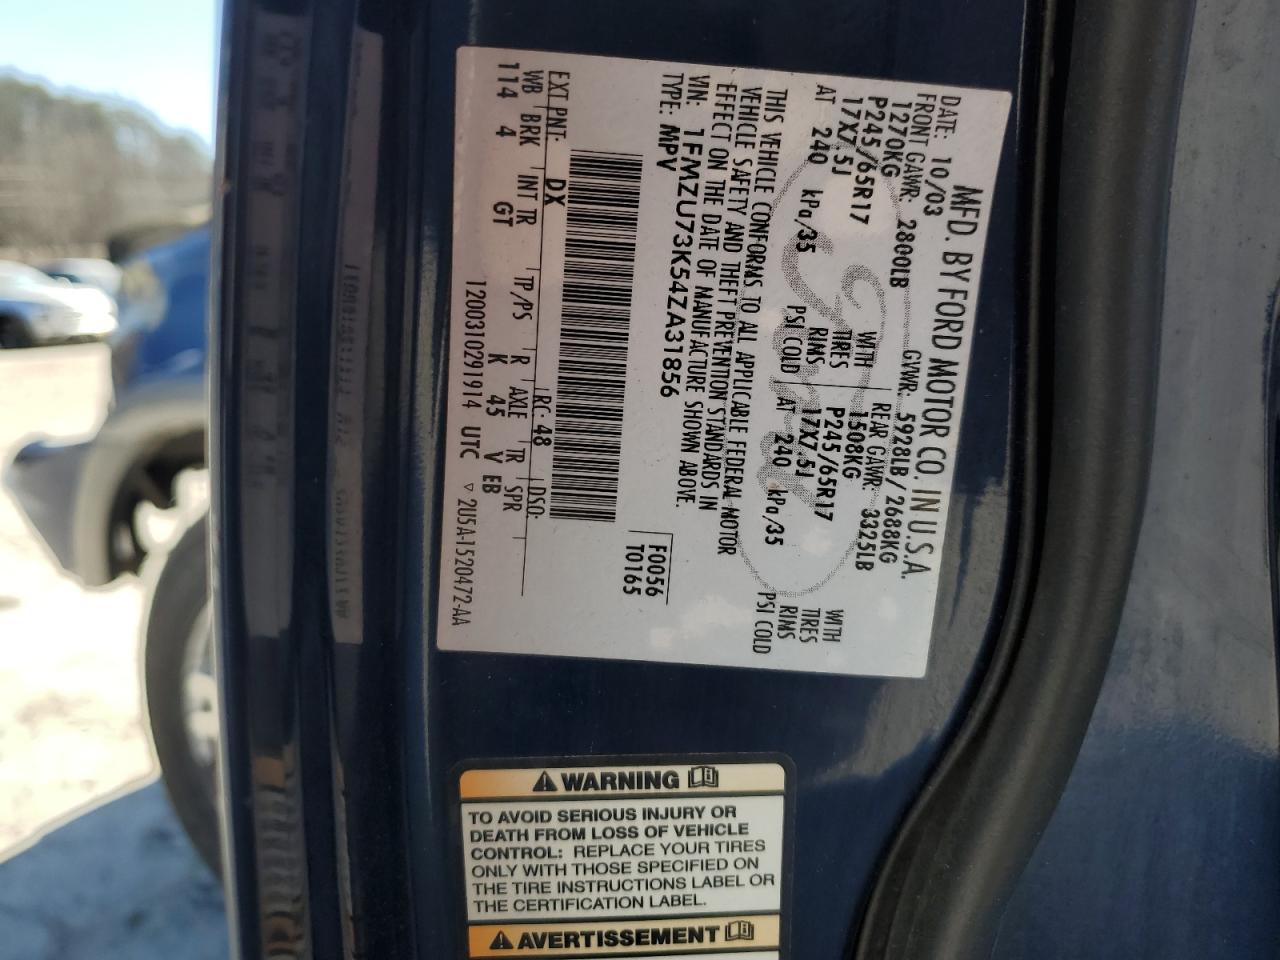 MFD. BY FORD MOTOR CO. IN U.S.A.
DATE: 10/03 GVWR: 5928LB/ 2688KG
FRONT GAWR: 2800LB REAR GAWR: 3325LB
1270KG WITH 1508KG WITH
P245/65R17 TIRES P245/65R17 TIRES
17X7.5J RIMS 17X7.5J RIMS
AT 240 kPa/35 PSI COLD AT 240 kPa/35 PSI COLD
THIS VEHICLE CONFORMS TO ALL APPLICABLE FEDERAL MOTOR
VEHICLE SAFETY AND THEFT PREVENTION STANDARDS IN
EFFECT ON THE DATE OF MANUFACTURE SHOWN ABOVE.
VIN: 1FMZU73K54ZA31856
TYPE: MPV
F0056
T0165
EXT PNT: DX RC: 48 DSO:
WB BRK INT TR TP/PS R AXLE TR SPR
114 4 GT K 45 V EB
12003102 91914 UTC ▽ 2U5A-1520472-AA
⚠ WARNING
TO AVOID SERIOUS INJURY OR
DEATH FROM LOSS OF VEHICLE
CONTROL: REPLACE YOUR TIRES
ONLY WITH THOSE SPECIFIED ON
THE TIRE INSTRUCTIONS LABEL OR
THE CERTIFICATION LABEL.
⚠ AVERTISSEMENT